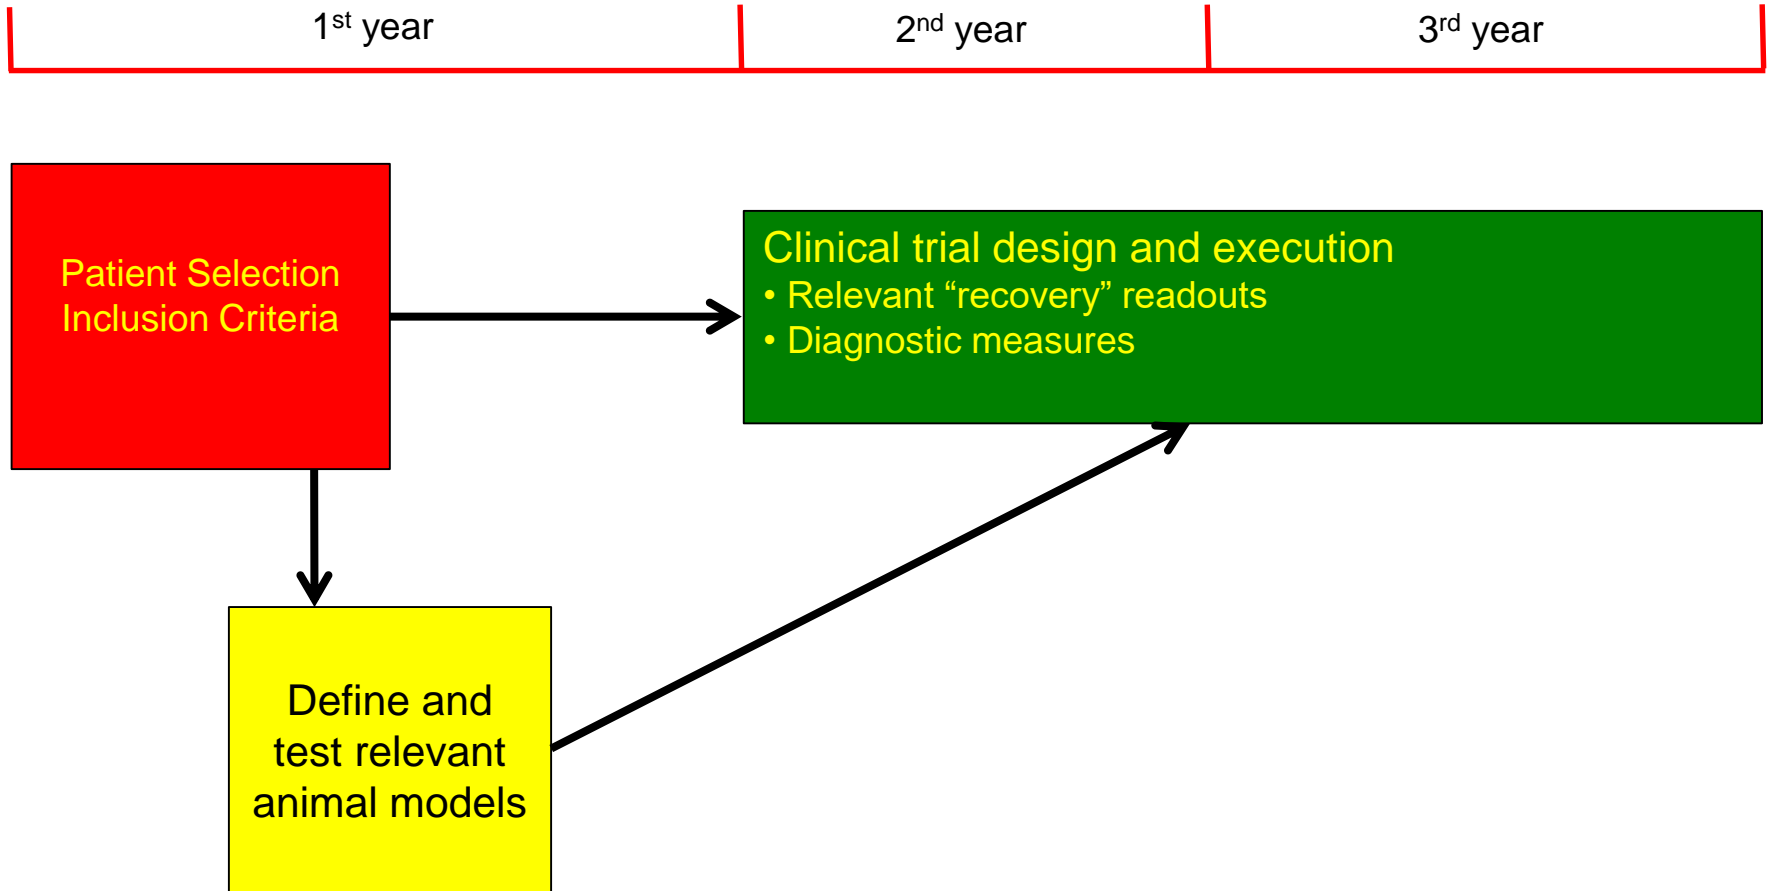 1st year
2nd year
3rd year
Patient Selection
Inclusion Criteria
Clinical trial design and execution
• Relevant “recovery” readouts
• Diagnostic measures
Define and
test relevant
animal models